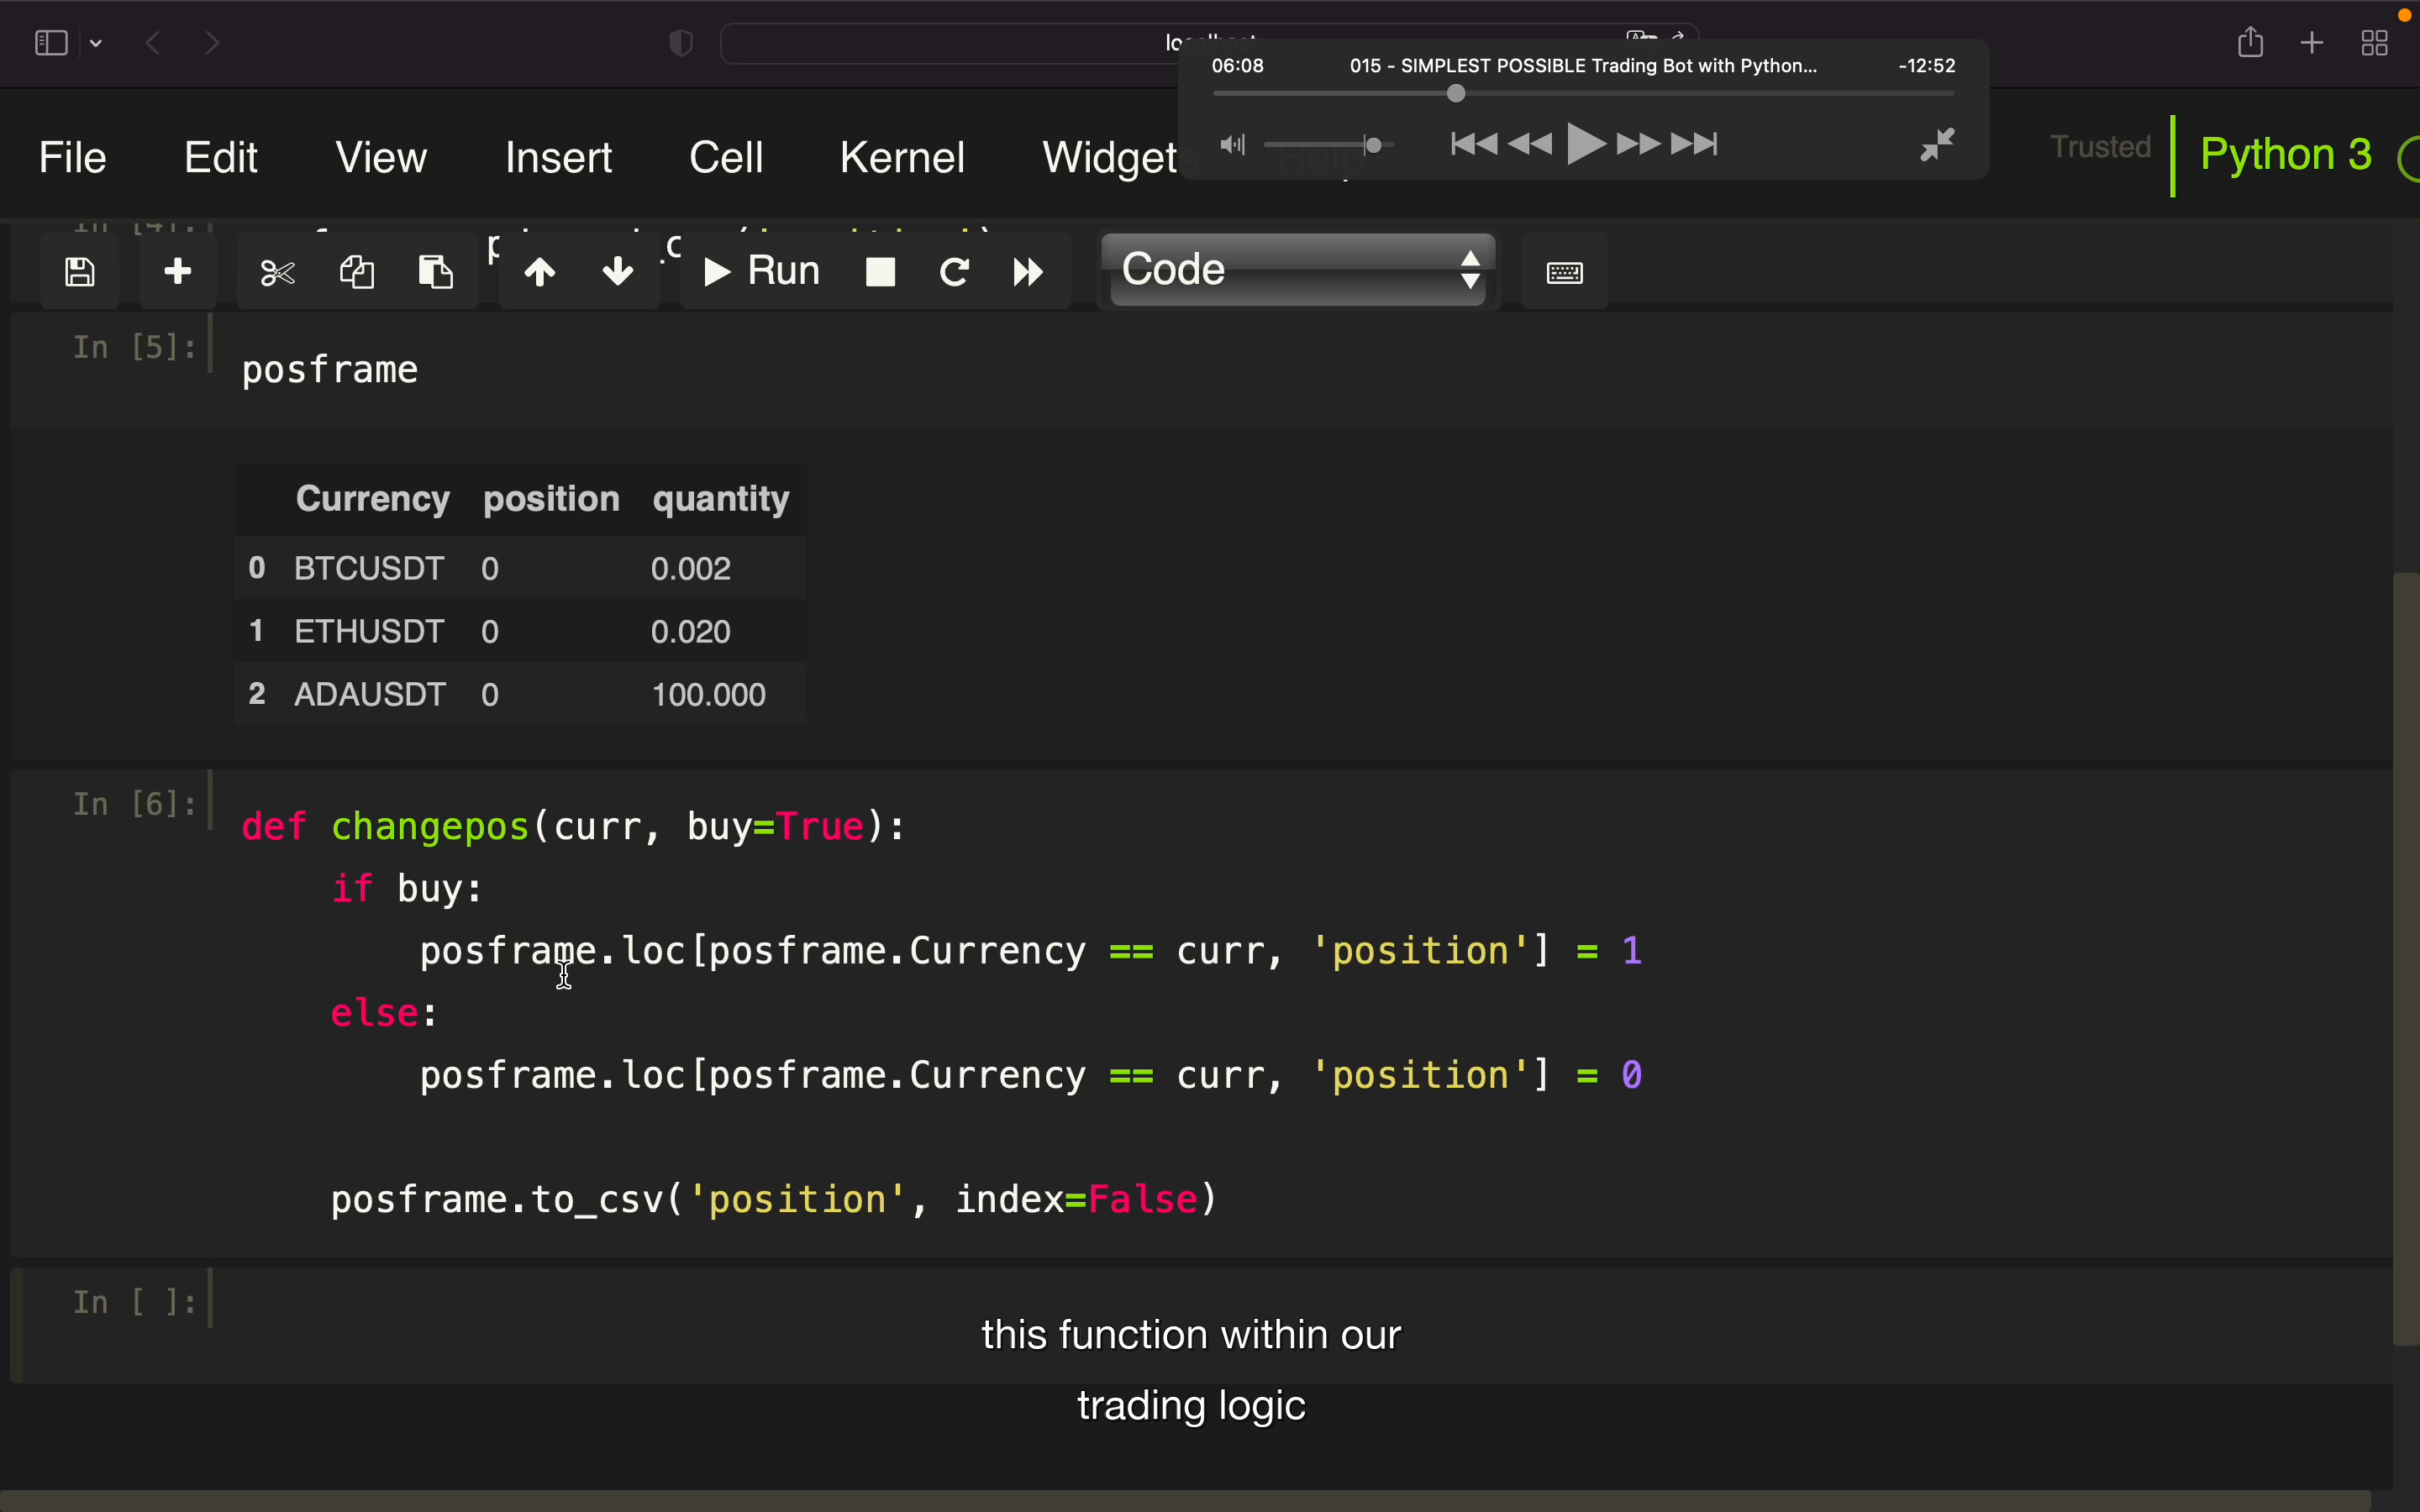 06:08 015 - SIMPLEST POSSIBLE Trading Bot with Python... -12:52
File Edit View Insert Cell Kernel Widgets Help Trusted Python 3
Run Code
In [5]:
posframe
Currency position quantity
0 BTCUSDT 0 0.002
1 ETHUSDT 0 0.020
2 ADAUSDT 0 100.000
In [6]:
def changepos(curr, buy=True):
if buy:
posframe.loc[posframe.Currency == curr, 'position'] = 1
else:
posframe.loc[posframe.Currency == curr, 'position'] = 0
posframe.to_csv('position', index=False)
In [ ]:
this function within our
trading logic